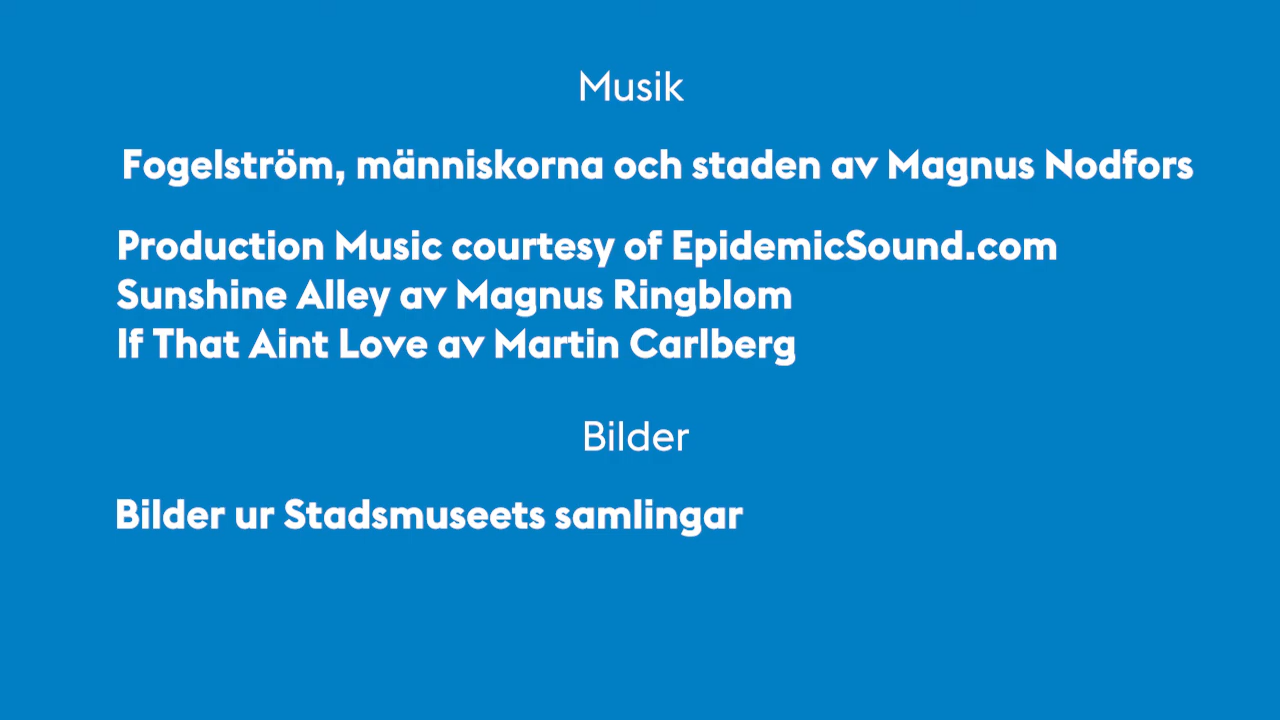 Musik
Fogelström, människorna och staden av Magnus Nodfors
Production Music courtesy of EpidemicSound.com
Sunshine Alley av Magnus Ringblom
If That Aint Love av Martin Carlberg
Bilder
Bilder ur Stadsmuseets samlingar